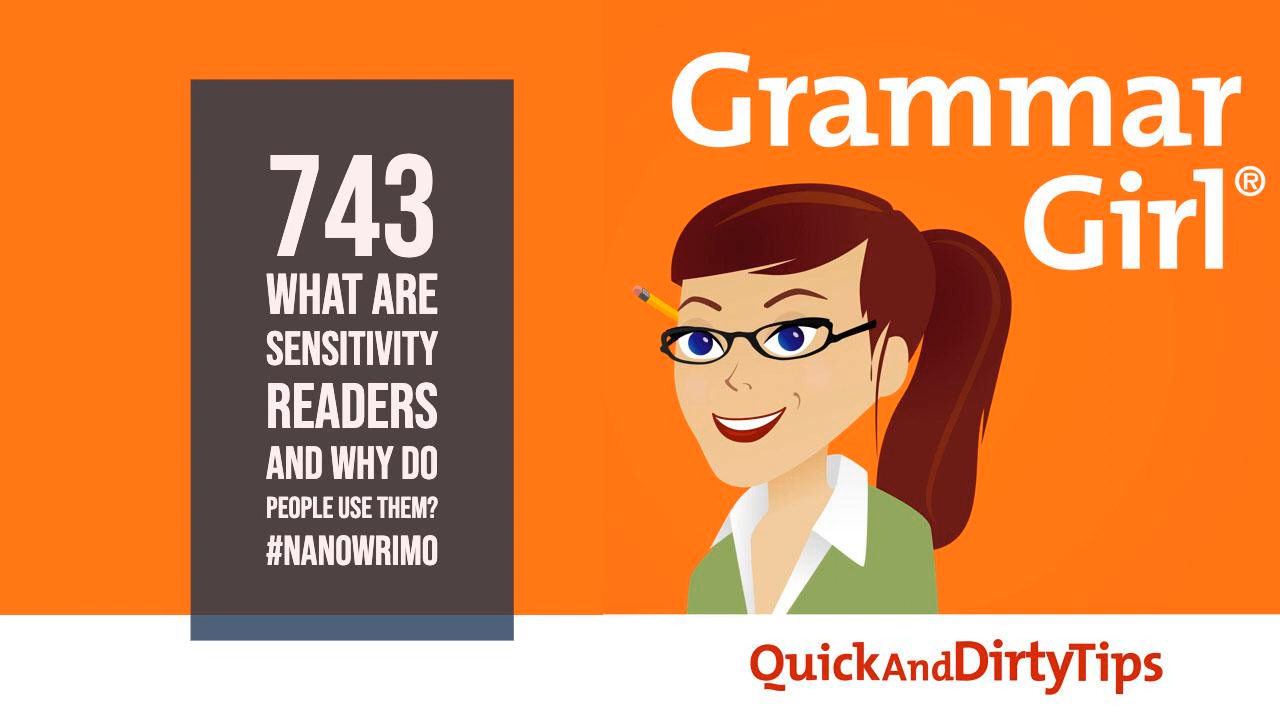 743
WHAT ARE
SENSITIVITY
READERS
AND WHY DO
PEOPLE USE THEM?
#NANOWRIMO
Grammar
Girl®
QuickAndDirtyTips